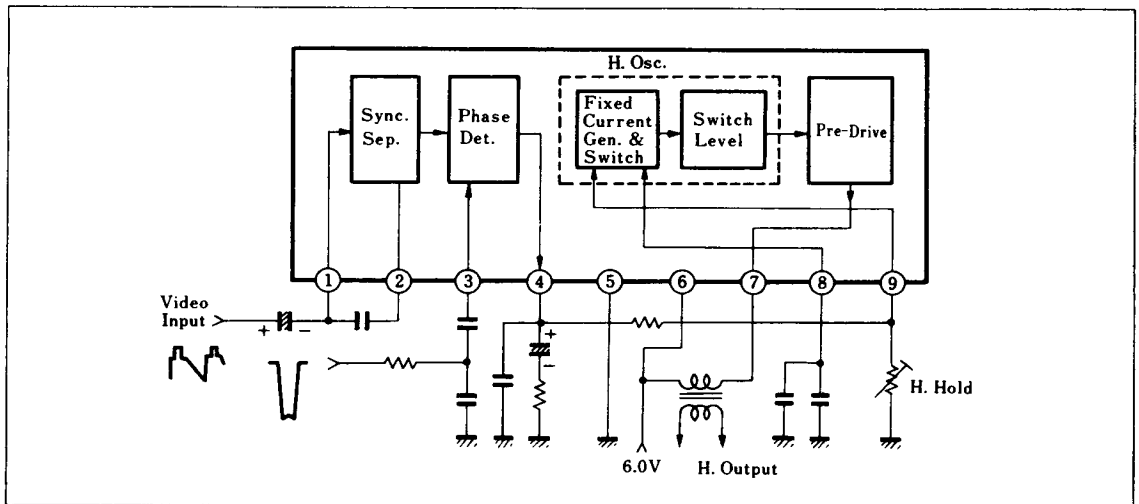 H. Osc.
Sync.
Sep.
Phase
Det.
Fixed
Current
Gen. &
Switch
Switch
Level
Pre-Drive
1
2
3
4
5
6
7
8
9
Video
Input
+
−
+
−
H. Hold
6.0V
H. Output